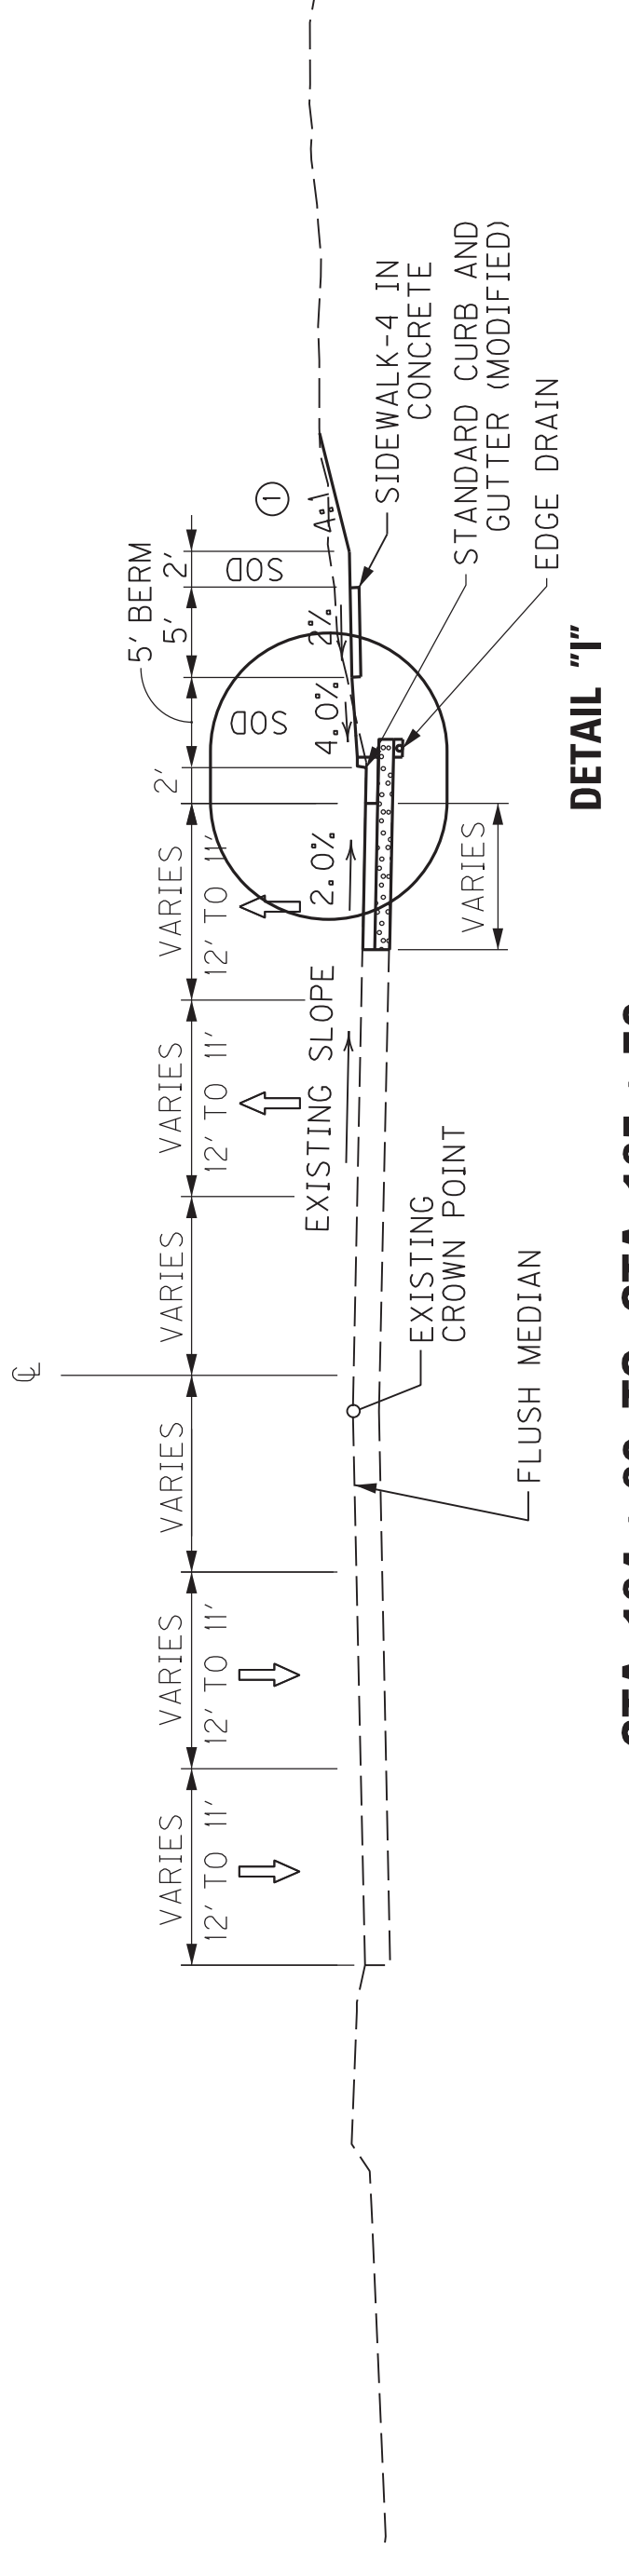 ℄
5' BERM
VARIES
12' TO 11'
VARIES
12' TO 11'
VARIES
VARIES
VARIES
12' TO 11'
VARIES
12' TO 11'
2'
5'
2'
SOD
SOD
1
EXISTING SLOPE
2.0%
4.0%
2%
A:1
SIDEWALK-4 IN
CONCRETE
EXISTING
CROWN POINT
VARIES
STANDARD CURB AND
GUTTER (MODIFIED)
FLUSH MEDIAN
EDGE DRAIN
DETAIL "I"